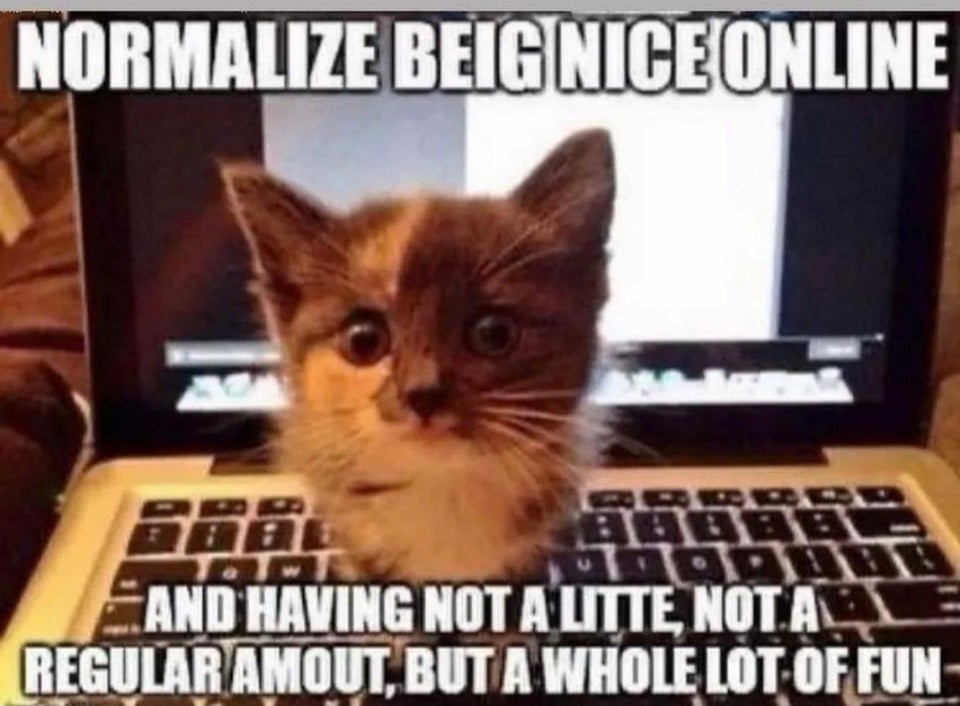 NORMALIZE BEIG NICE ONLINE
AND HAVING NOT A LITTE, NOT A
REGULAR AMOUT, BUT A WHOLE LOT OF FUN